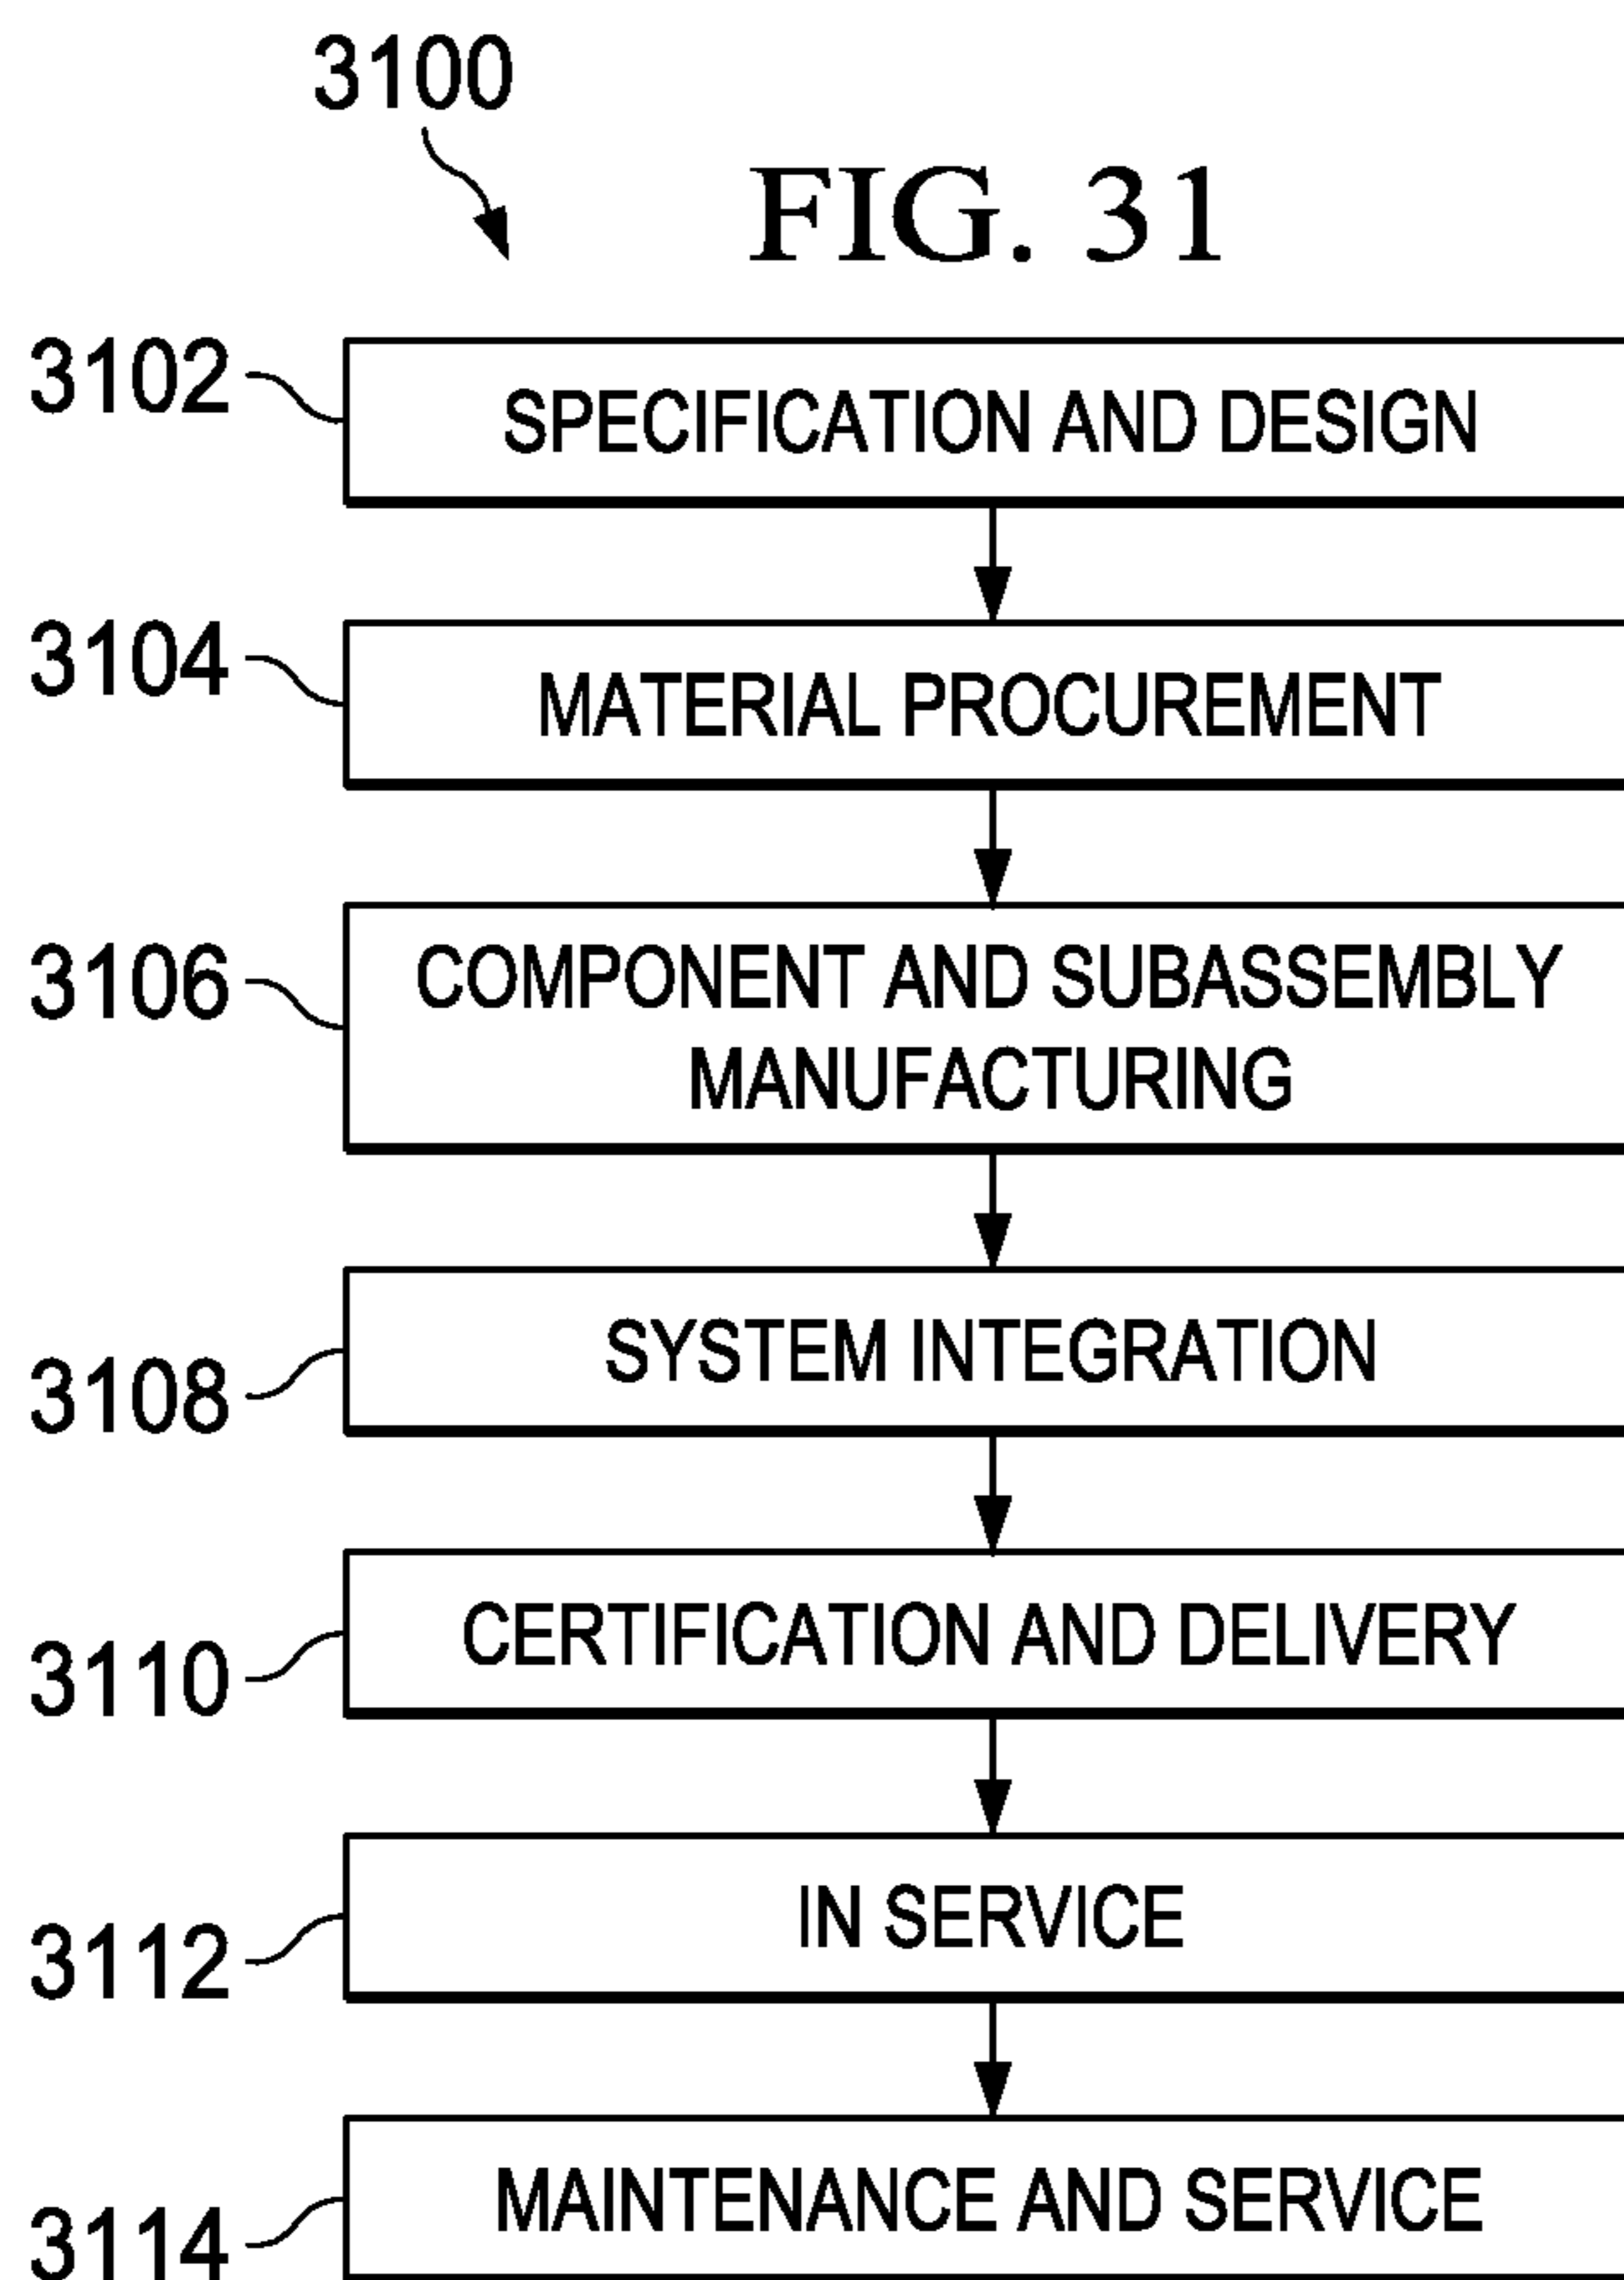 3100
FIG. 31
3102
SPECIFICATION AND DESIGN
3104
MATERIAL PROCUREMENT
3106
COMPONENT AND SUBASSEMBLY
MANUFACTURING
3108
SYSTEM INTEGRATION
3110
CERTIFICATION AND DELIVERY
3112
IN SERVICE
3114
MAINTENANCE AND SERVICE